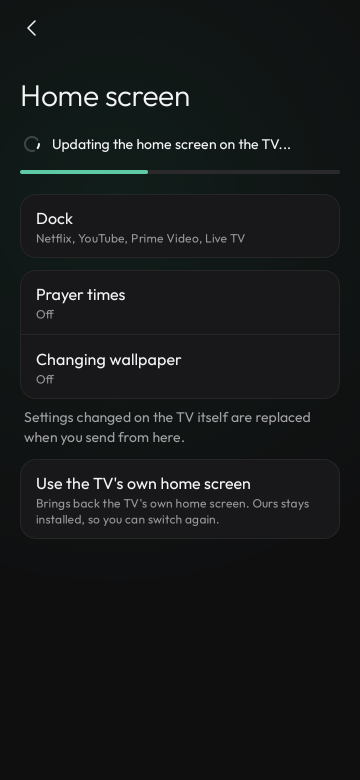 Home screen
Updating the home screen on the TV...
Dock
Netflix, YouTube, Prime Video, Live TV
Prayer times
Off
Changing wallpaper
Off
Settings changed on the TV itself are replaced
when you send from here.
Use the TV's own home screen
Brings back the TV's own home screen. Ours stays
installed, so you can switch again.